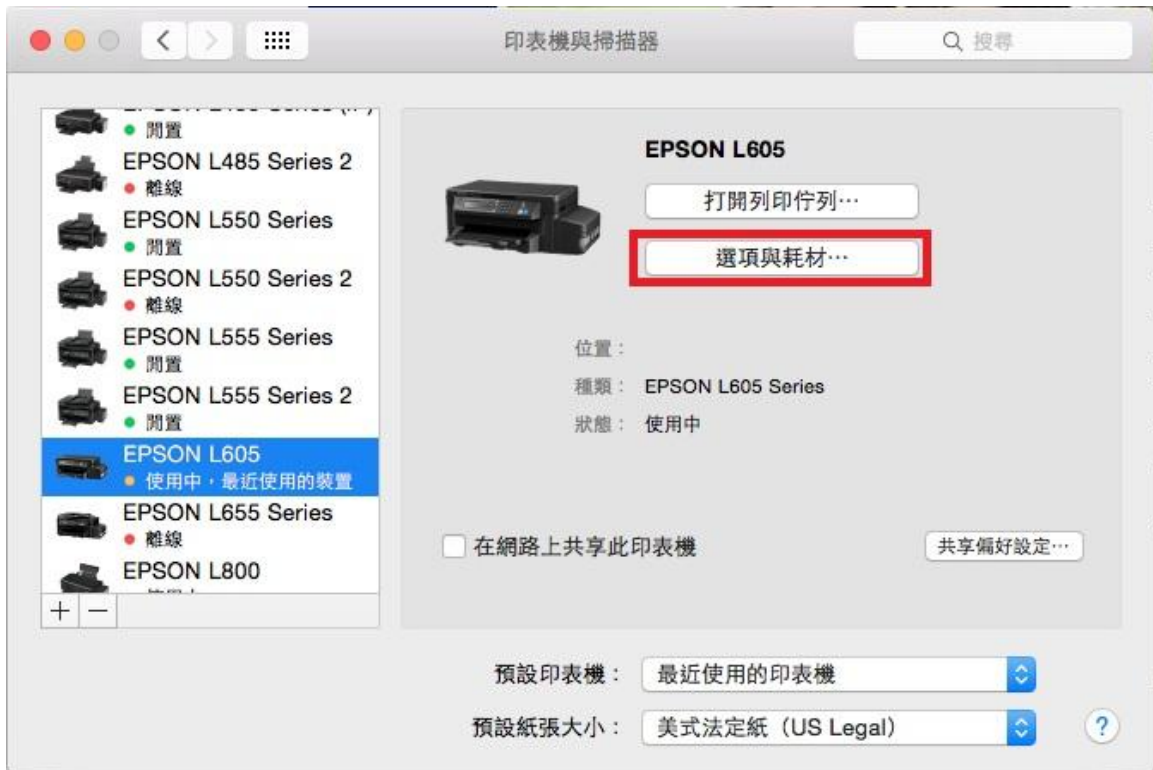 印表機與掃描器
搜尋
閒置
EPSON L485 Series 2
離線
EPSON L550 Series
閒置
EPSON L550 Series 2
離線
EPSON L555 Series
閒置
EPSON L555 Series 2
閒置
EPSON L605
使用中，最近使用的裝置
EPSON L655 Series
離線
EPSON L800
+ −
EPSON L605
打開列印佇列⋯
選項與耗材⋯
位置：
種類： EPSON L605 Series
狀態： 使用中
在網路上共享此印表機
共享偏好設定⋯
預設印表機： 最近使用的印表機
預設紙張大小： 美式法定紙（US Legal）
?